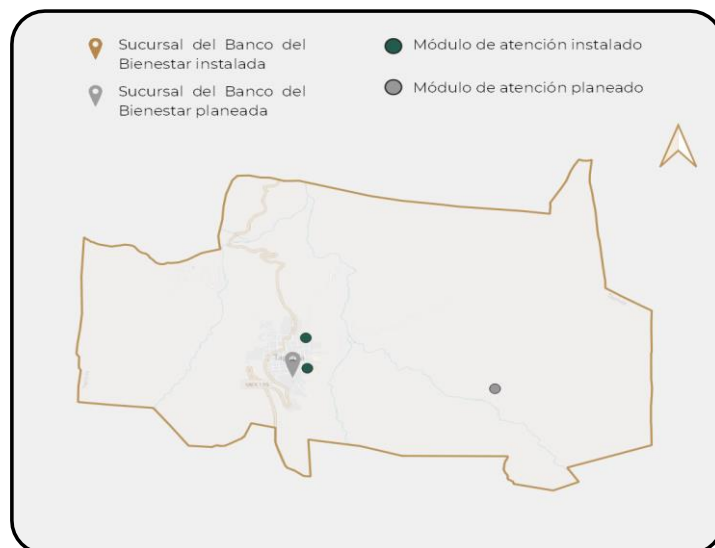 Sucursal del Banco del
Bienestar instalada
Módulo de atención instalado
Sucursal del Banco del
Bienestar planeada
Módulo de atención planeado